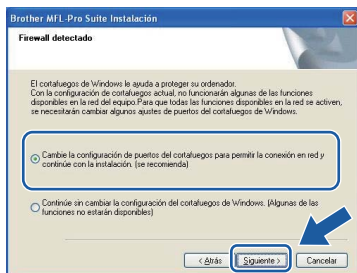 Brother MFL-Pro Suite Instalación
Firewall detectado
El cortafuegos de Windows le ayuda a proteger su ordenador.
Con la configuración de cortafuegos actual, no funcionarán algunas de las funciones
disponibles en la red del equipo.Para que todas las funciones disponibles en la red se activen,
se necesitarán cambiar algunos ajustes de puertos del cortafuegos de Windows.
Cambie la configuración de puertos del cortafuegos para permitir la conexión en red y
continúe con la instalación. (se recomienda)
Continúe sin cambiar la configuración del cortafuegos de Windows. (Algunas de las
funciones no estarán disponibles)
< Atrás
Siguiente >
Cancelar